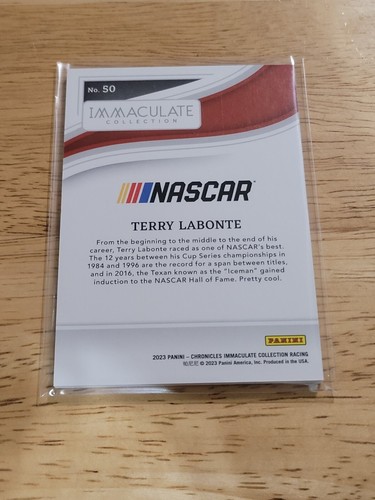 No. 50
IMMACULATE
COLLECTION
NASCAR
TERRY LABONTE
From the beginning to the middle to the end of his
career, Terry Labonte raced as one of NASCAR's best.
The 12 years between his Cup Series championships in
1984 and 1996 are the record for a span between titles,
and in 2016, the Texan known as the "Iceman" gained
induction to the NASCAR Hall of Fame. Pretty cool.
PANINI
2023 PANINI – CHRONICLES IMMACULATE COLLECTION RACING
帕尼尼 © 2023 Panini America, Inc. Produced in the USA.